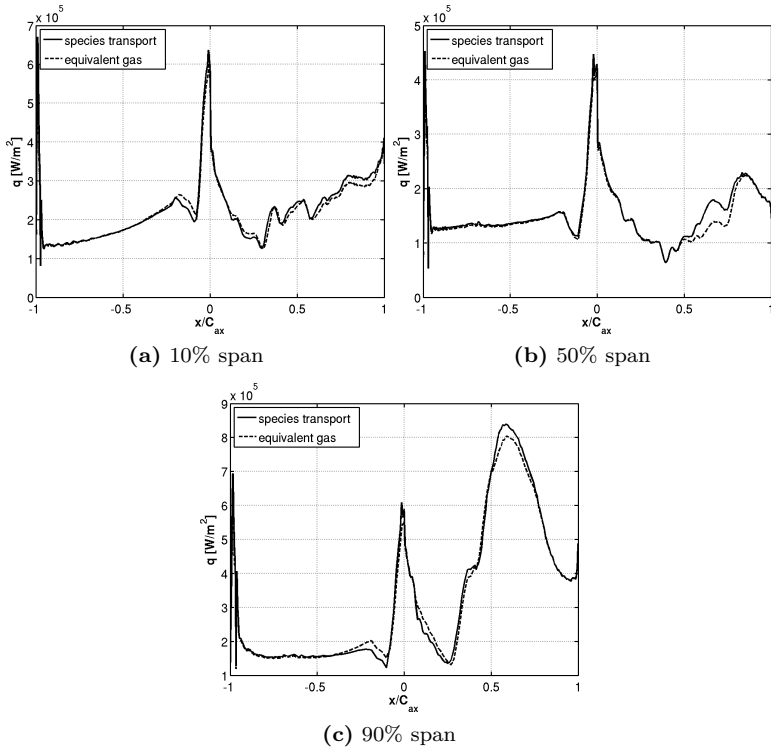 x 10^5
7
6
5
4
3
2
1
0
q [W/m^2]
species transport
equivalent gas
-1 -0.5 0 0.5 1
x/C_ax
(a) 10% span
x 10^5
5
4
3
2
1
0
q [W/m^2]
species transport
equivalent gas
-1 -0.5 0 0.5 1
x/C_ax
(b) 50% span
x 10^5
9
8
7
6
5
4
3
2
1
q [W/m^2]
species transport
equivalent gas
-1 -0.5 0 0.5 1
x/C_ax
(c) 90% span